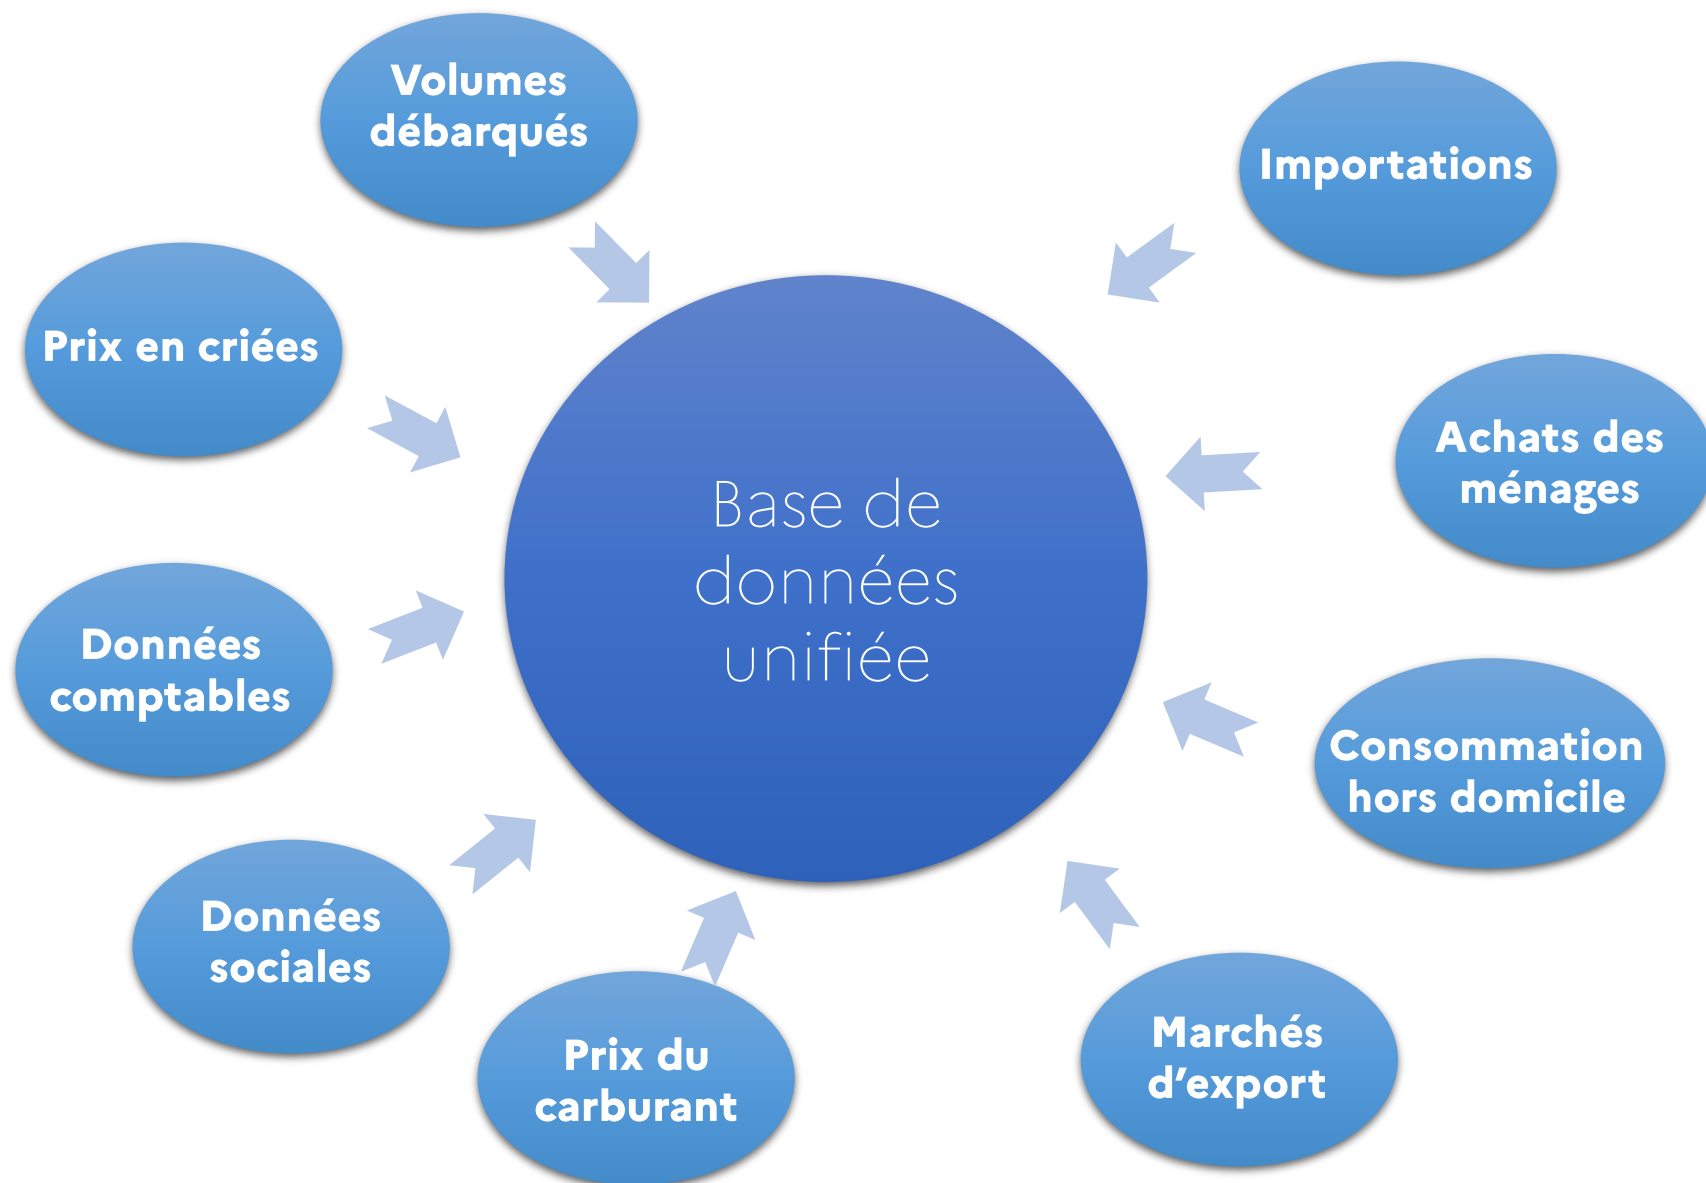 Volumes
débarqués
Importations
Prix en criées
Achats des
ménages
Base de
données
unifiée
Données
comptables
Consommation
hors domicile
Données
sociales
Prix du
carburant
Marchés
d’export